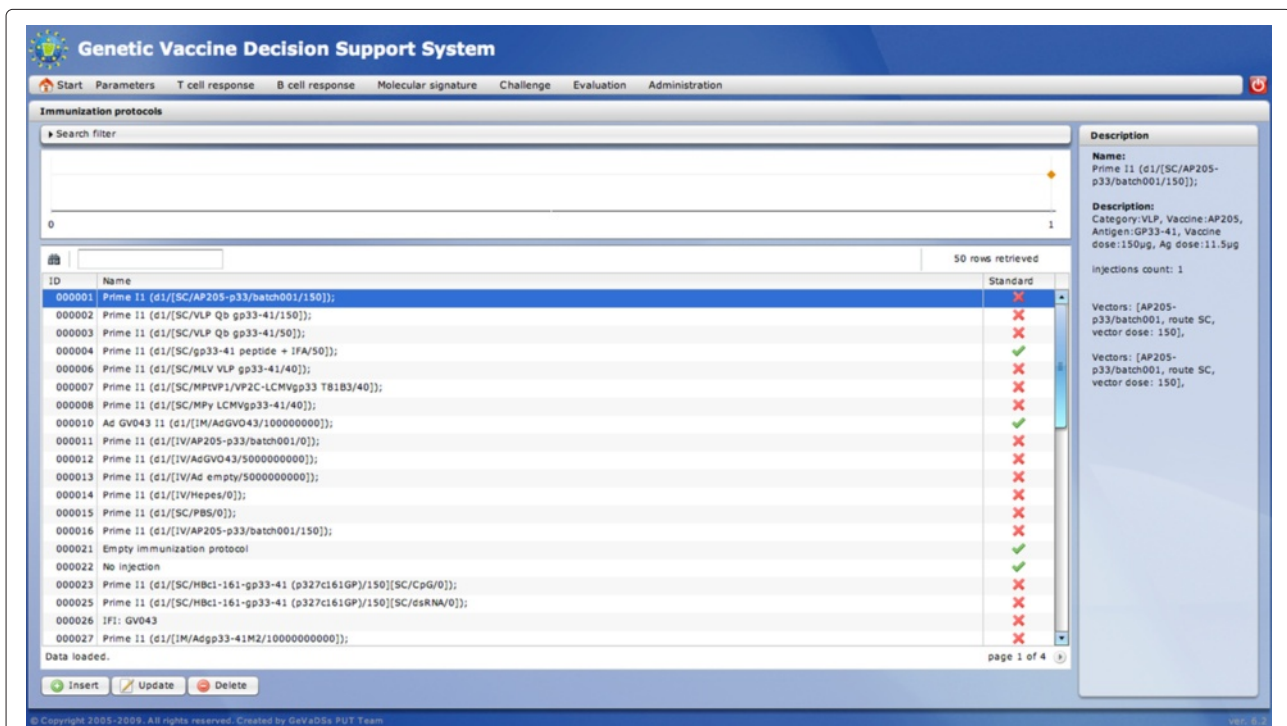 Genetic Vaccine Decision Support System
Start Parameters T cell response B cell response Molecular signature Challenge Evaluation Administration
Immunization protocols
Search filter
0 1
50 rows retrieved
ID Name Standard
000001 Prime I1 (d1/[SC/AP205-p33/batch001/150]);
000002 Prime I1 (d1/[SC/VLP Qb gp33-41/150]);
000003 Prime I1 (d1/[SC/VLP Qb gp33-41/50]);
000004 Prime I1 (d1/[SC/gp33-41 peptide + IFA/50]);
000006 Prime I1 (d1/[SC/MLV VLP gp33-41/40]);
000007 Prime I1 (d1/[SC/MPtVP1/VP2C-LCMVgp33 T81B3/40]);
000008 Prime I1 (d1/[SC/MPy LCMVgp33-41/40]);
000010 Ad GV043 I1 (d1/[IM/AdGVO43/100000000]);
000011 Prime I1 (d1/[IV/AP205-p33/batch001/0]);
000012 Prime I1 (d1/[IV/AdGVO43/5000000000]);
000013 Prime I1 (d1/[IV/Ad empty/5000000000]);
000014 Prime I1 (d1/[IV/Hepes/0]);
000015 Prime I1 (d1/[SC/PBS/0]);
000016 Prime I1 (d1/[IV/AP205-p33/batch001/150]);
000021 Empty immunization protocol
000022 No injection
000023 Prime I1 (d1/[SC/HBc1-161-gp33-41 (p327c161GP)/150][SC/CpG/0]);
000025 Prime I1 (d1/[SC/HBc1-161-gp33-41 (p327c161GP)/150][SC/dsRNA/0]);
000026 IFI: GV043
000027 Prime I1 (d1/[IM/Adgp33-41M2/10000000000]);
Data loaded. page 1 of 4
Insert Update Delete
Description
Name:
Prime I1 (d1/[SC/AP205-
p33/batch001/150]);
Description:
Category:VLP, Vaccine:AP205,
Antigen:GP33-41, Vaccine
dose:150µg, Ag dose:11.5µg
injections count: 1
Vectors: [AP205-
p33/batch001, route SC,
vector dose: 150],
Vectors: [AP205-
p33/batch001, route SC,
vector dose: 150],
© Copyright 2005-2009. All rights reserved. Created by GeVaDSs PUT Team ver. 6.2